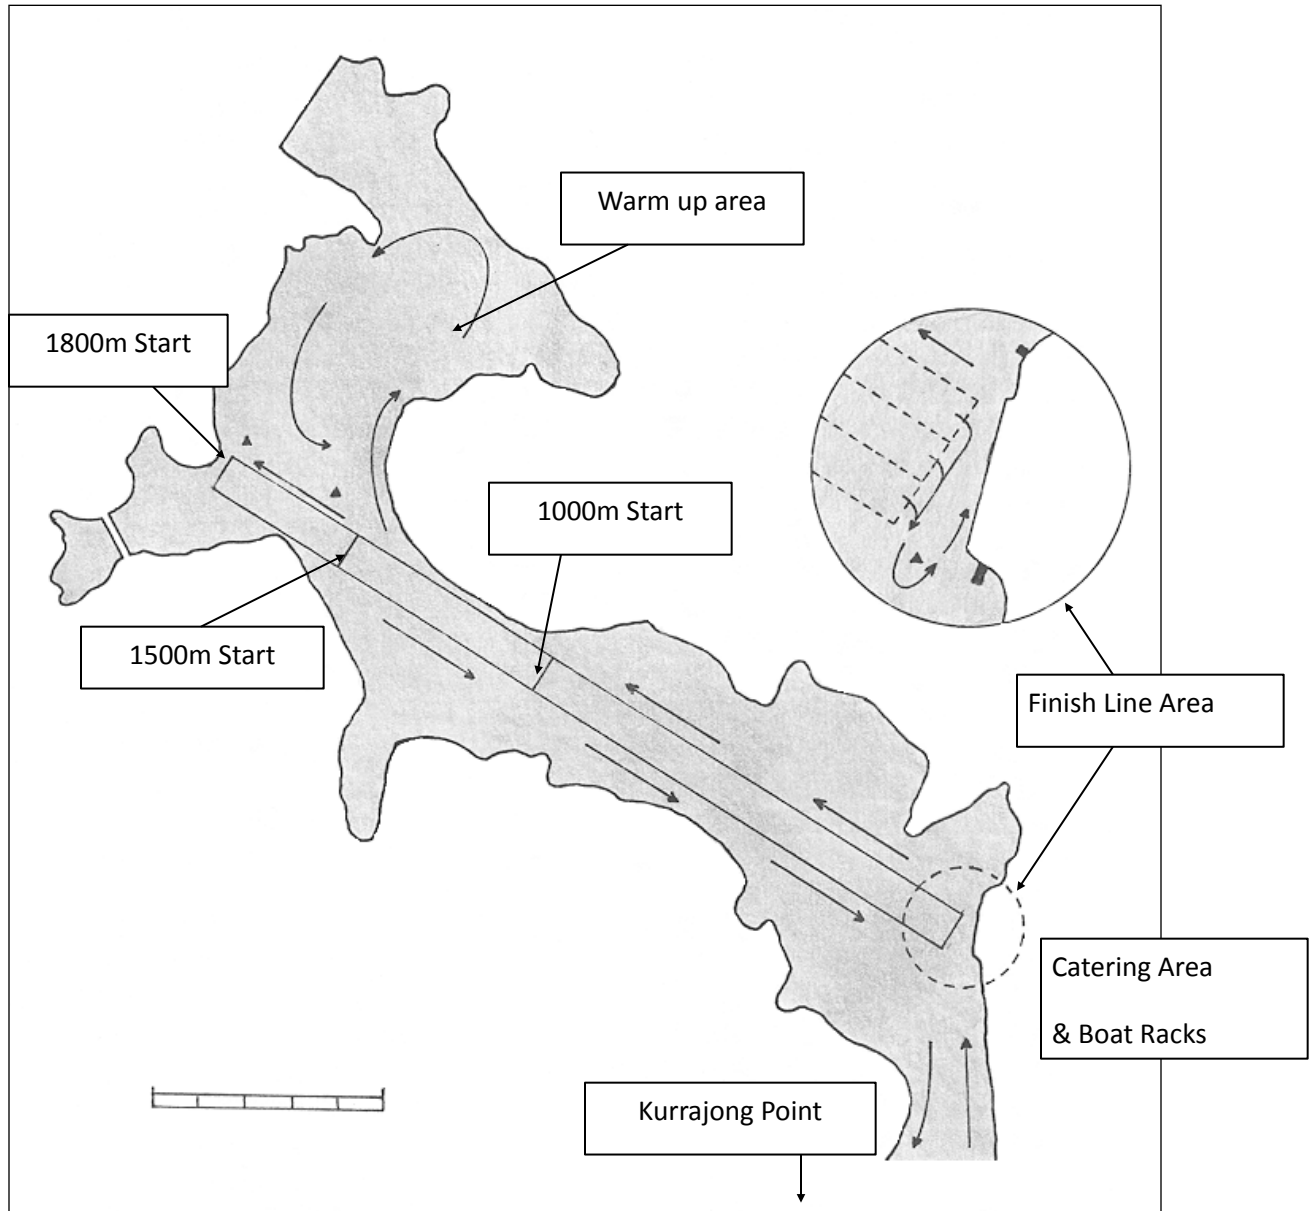 Warm up area
1800m Start
1000m Start
1500m Start
Finish Line Area
Catering Area
& Boat Racks
Kurrajong Point